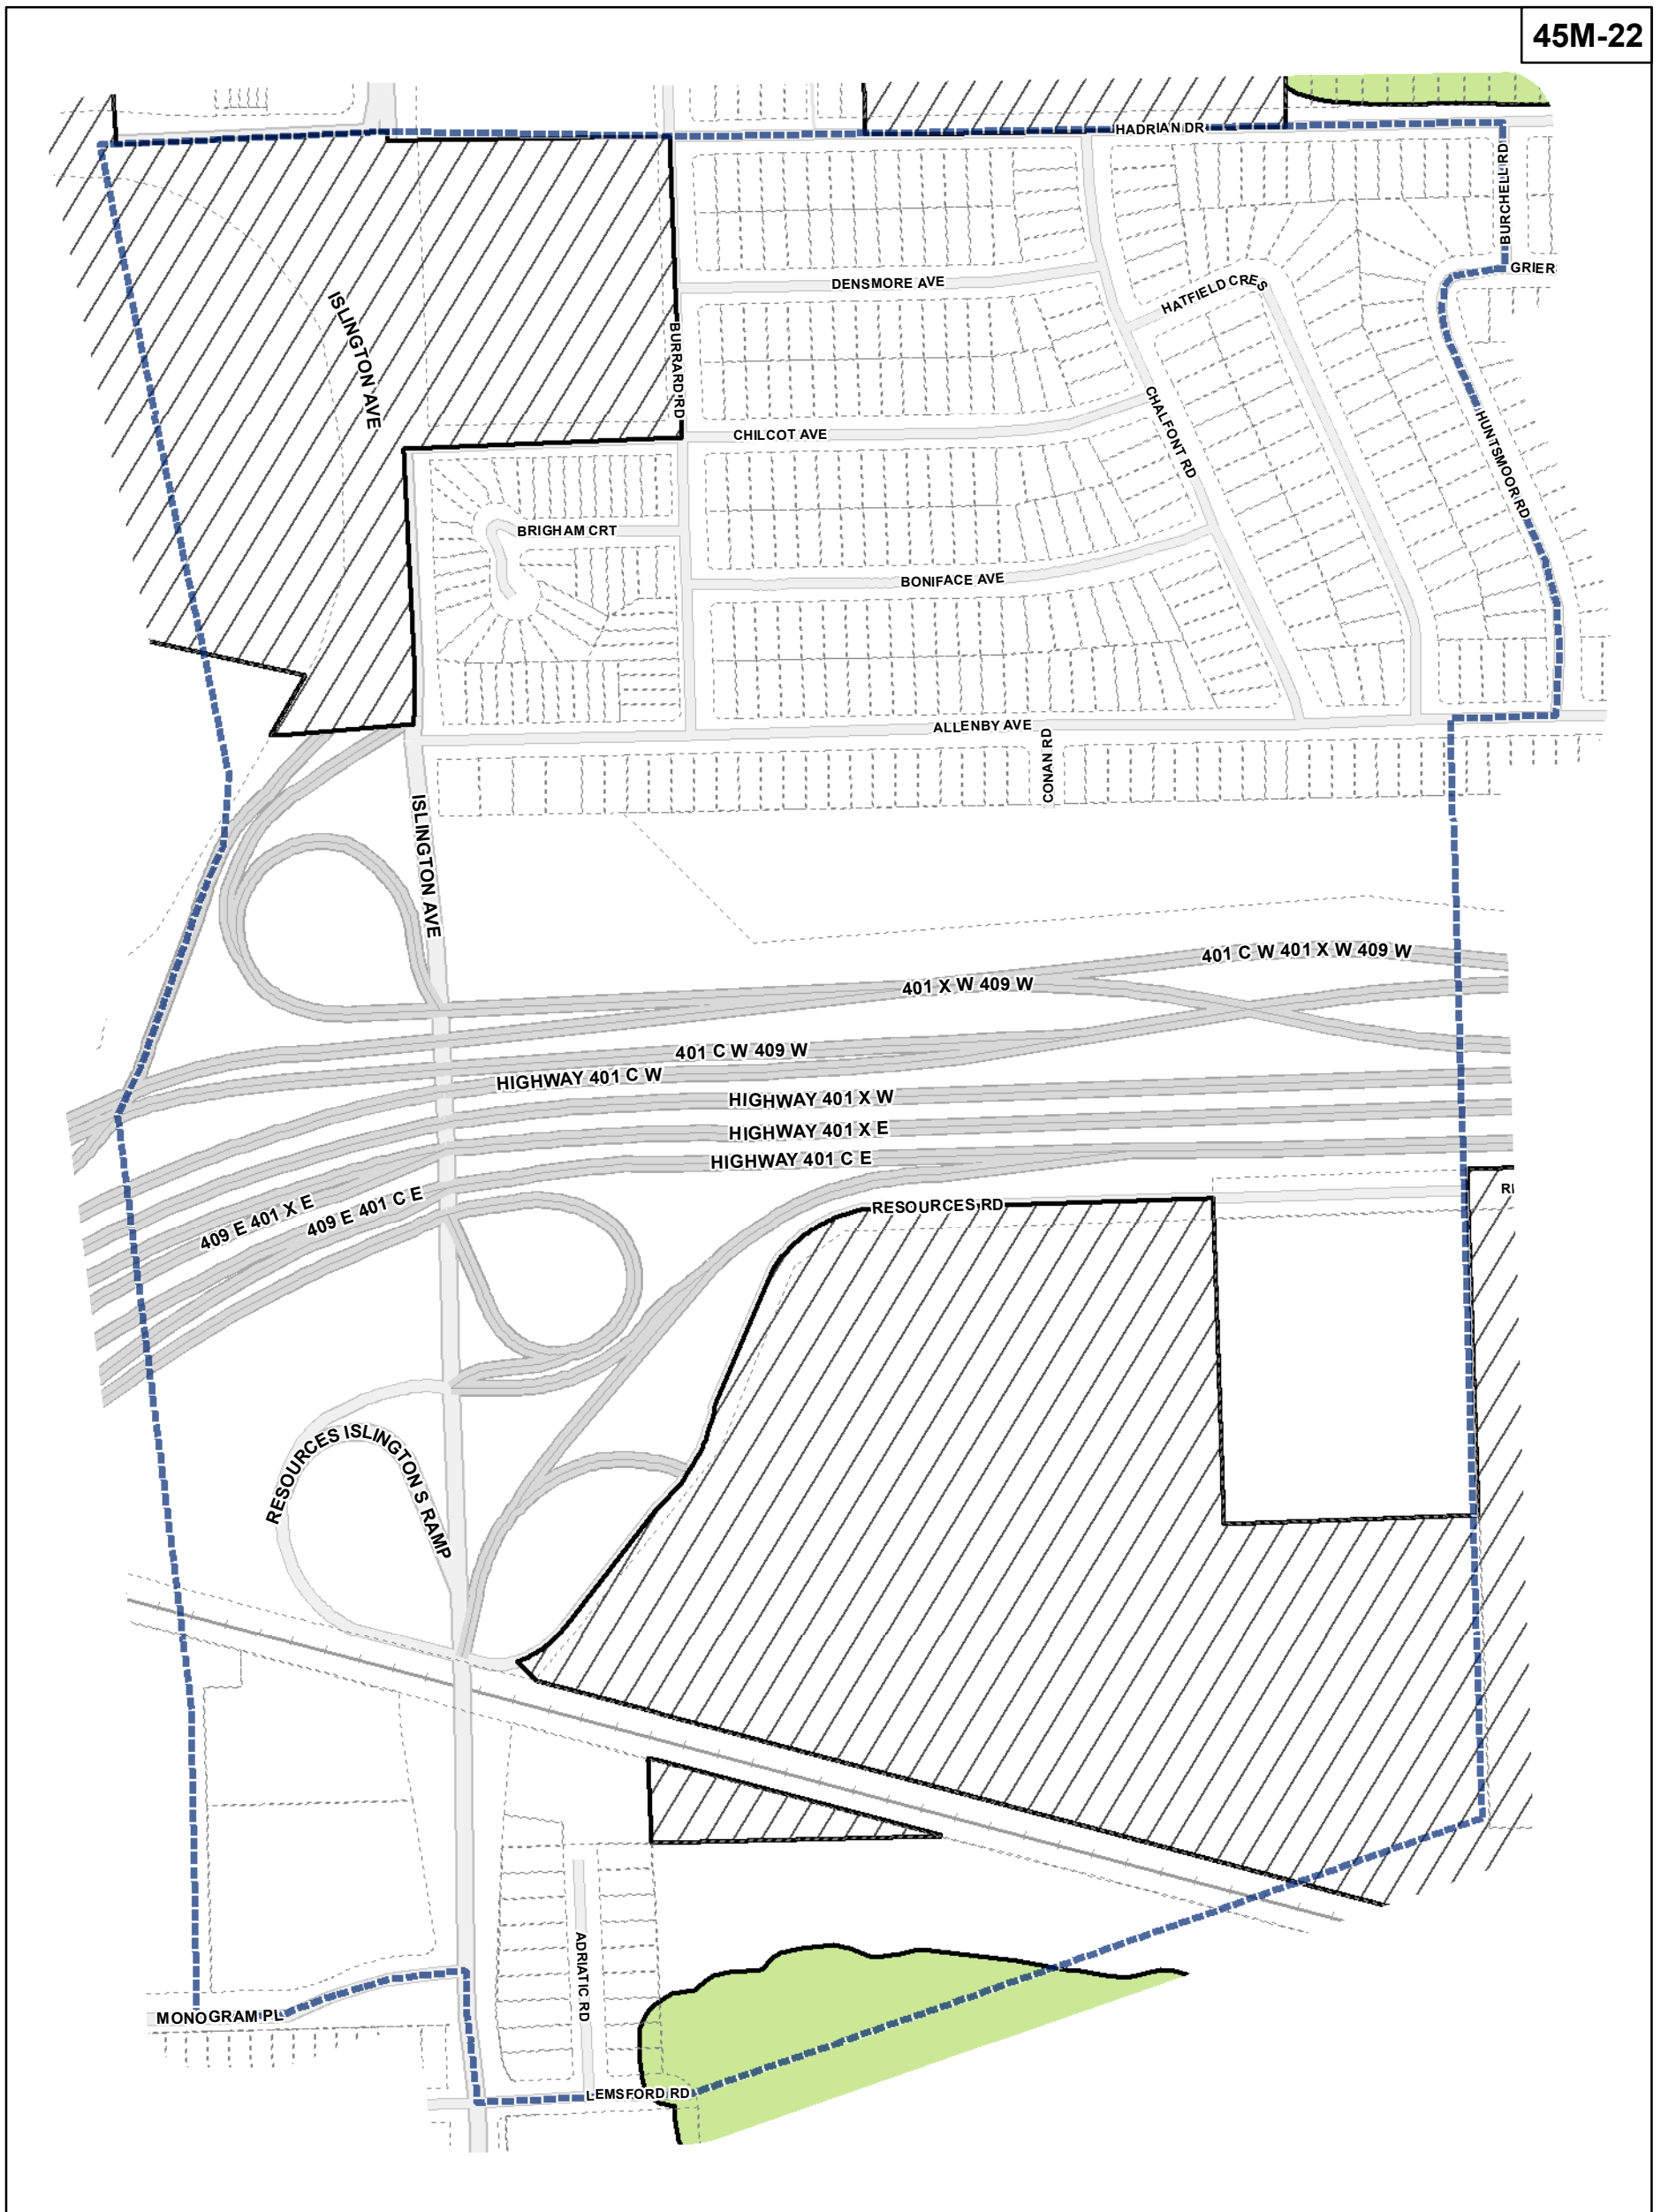 45M-22
HADRIAN DR
BURCHELL RD
GRIER
DENSMORE AVE
HATFIELD CRES
ISLINGTON AVE
BURRARD RD
CHILCOT AVE
CHALFONT RD
HUNTSMOOR RD
BRIGHAM CRT
BONIFACE AVE
ALLENBY AVE
CONAN RD
ISLINGTON AVE
401 C W 401 X W 409 W
401 X W 409 W
401 C W 409 W
HIGHWAY 401 C W
HIGHWAY 401 X W
HIGHWAY 401 X E
HIGHWAY 401 C E
RESOURCES RD
409 E 401 X E
409 E 401 C E
RESOURCES ISLINGTON S RAMP
ADRIATIC RD
MONOGRAM PL
LEMSFORD RD